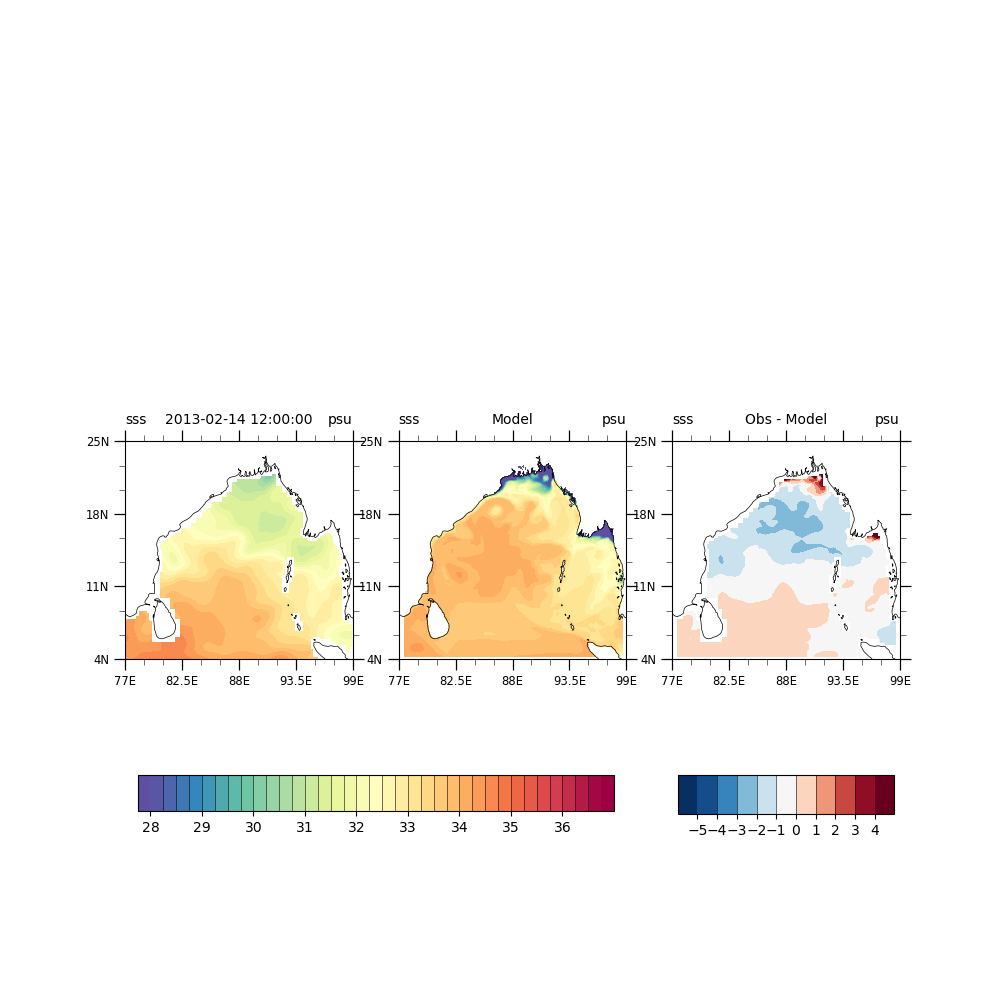 sss 2013-02-14 12:00:00 psu
sss Model psu
sss Obs - Model psu
25N 25N 25N
18N 18N 18N
11N 11N 11N
4N 4N 4N
77E 82.5E 88E 93.5E 99E
77E 82.5E 88E 93.5E 99E
77E 82.5E 88E 93.5E 99E
28 29 30 31 32 33 34 35 36
−5 −4 −3 −2 −1 0 1 2 3 4